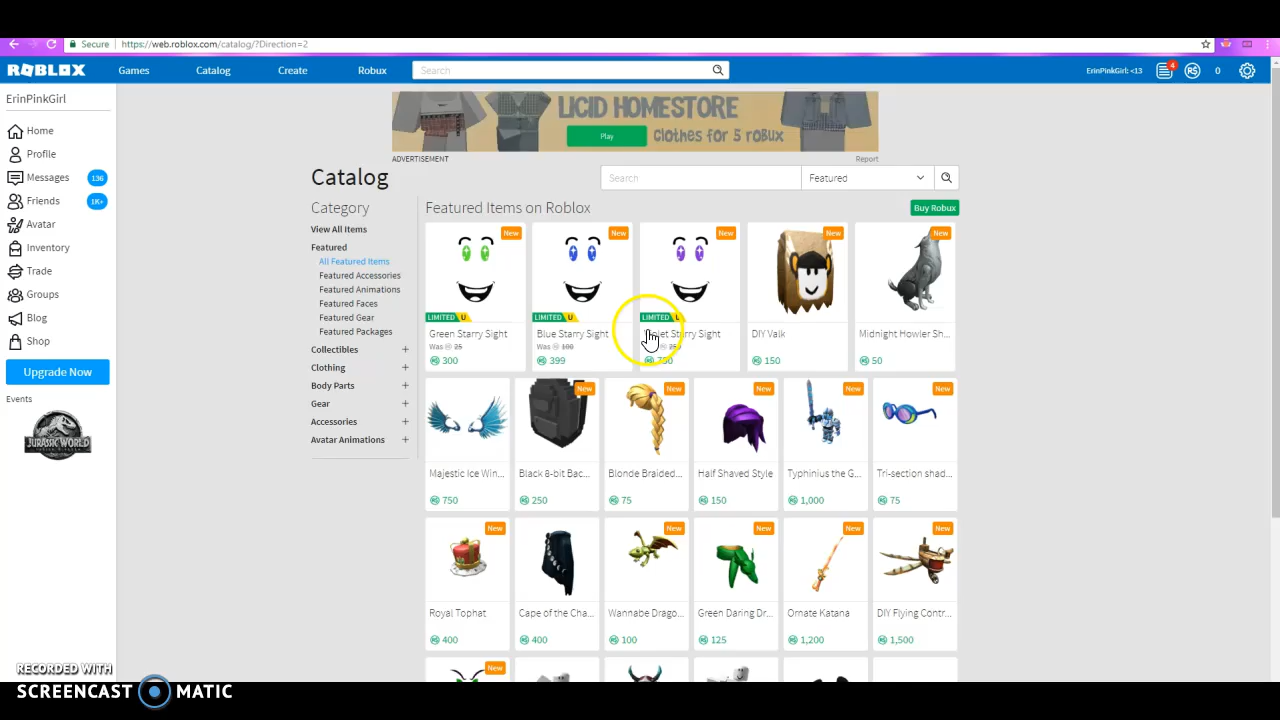 Secure
https://web.roblox.com/catalog/?Direction=2
ROBLOX
Games
Catalog
Create
Robux
Search
ErinPinkGirl: <13
4
R$
0
ErinPinkGirl
Home
Profile
Messages
136
Friends
1K+
Avatar
Inventory
Trade
Groups
Blog
Shop
Upgrade Now
Events
JURASSIC WORLD
LICID HOMESTORE
Play
Clothes for 5 robux
ADVERTISEMENT
Report
Catalog
Search
Featured
Category
View All Items
Featured
All Featured Items
Featured Accessories
Featured Animations
Featured Faces
Featured Gear
Featured Packages
Collectibles +
Clothing +
Body Parts +
Gear +
Accessories +
Avatar Animations +
Featured Items on Roblox
Buy Robux
New
New
New
New
New
LIMITED U
LIMITED U
LIMITED U
Green Starry Sight
Was R$ 25
R$ 300
Blue Starry Sight
Was R$ 100
R$ 399
Starry Sight
250
750
DIY Valk
R$ 150
Midnight Howler Sh...
R$ 50
New
New
New
New
New
Majestic Ice Win...
R$ 750
Black 8-bit Bac...
R$ 250
Blonde Braided...
R$ 75
Half Shaved Style
R$ 150
Typhinius the G...
R$ 1,000
Tri-section shad...
R$ 75
New
New
New
New
New
Royal Tophat
R$ 400
Cape of the Cha...
R$ 400
Wannabe Drago...
R$ 100
Green Daring Dr...
R$ 125
Ornate Katana
R$ 1,200
DIY Flying Contr...
R$ 1,500
New
RECORDED WITH
SCREENCAST MATIC